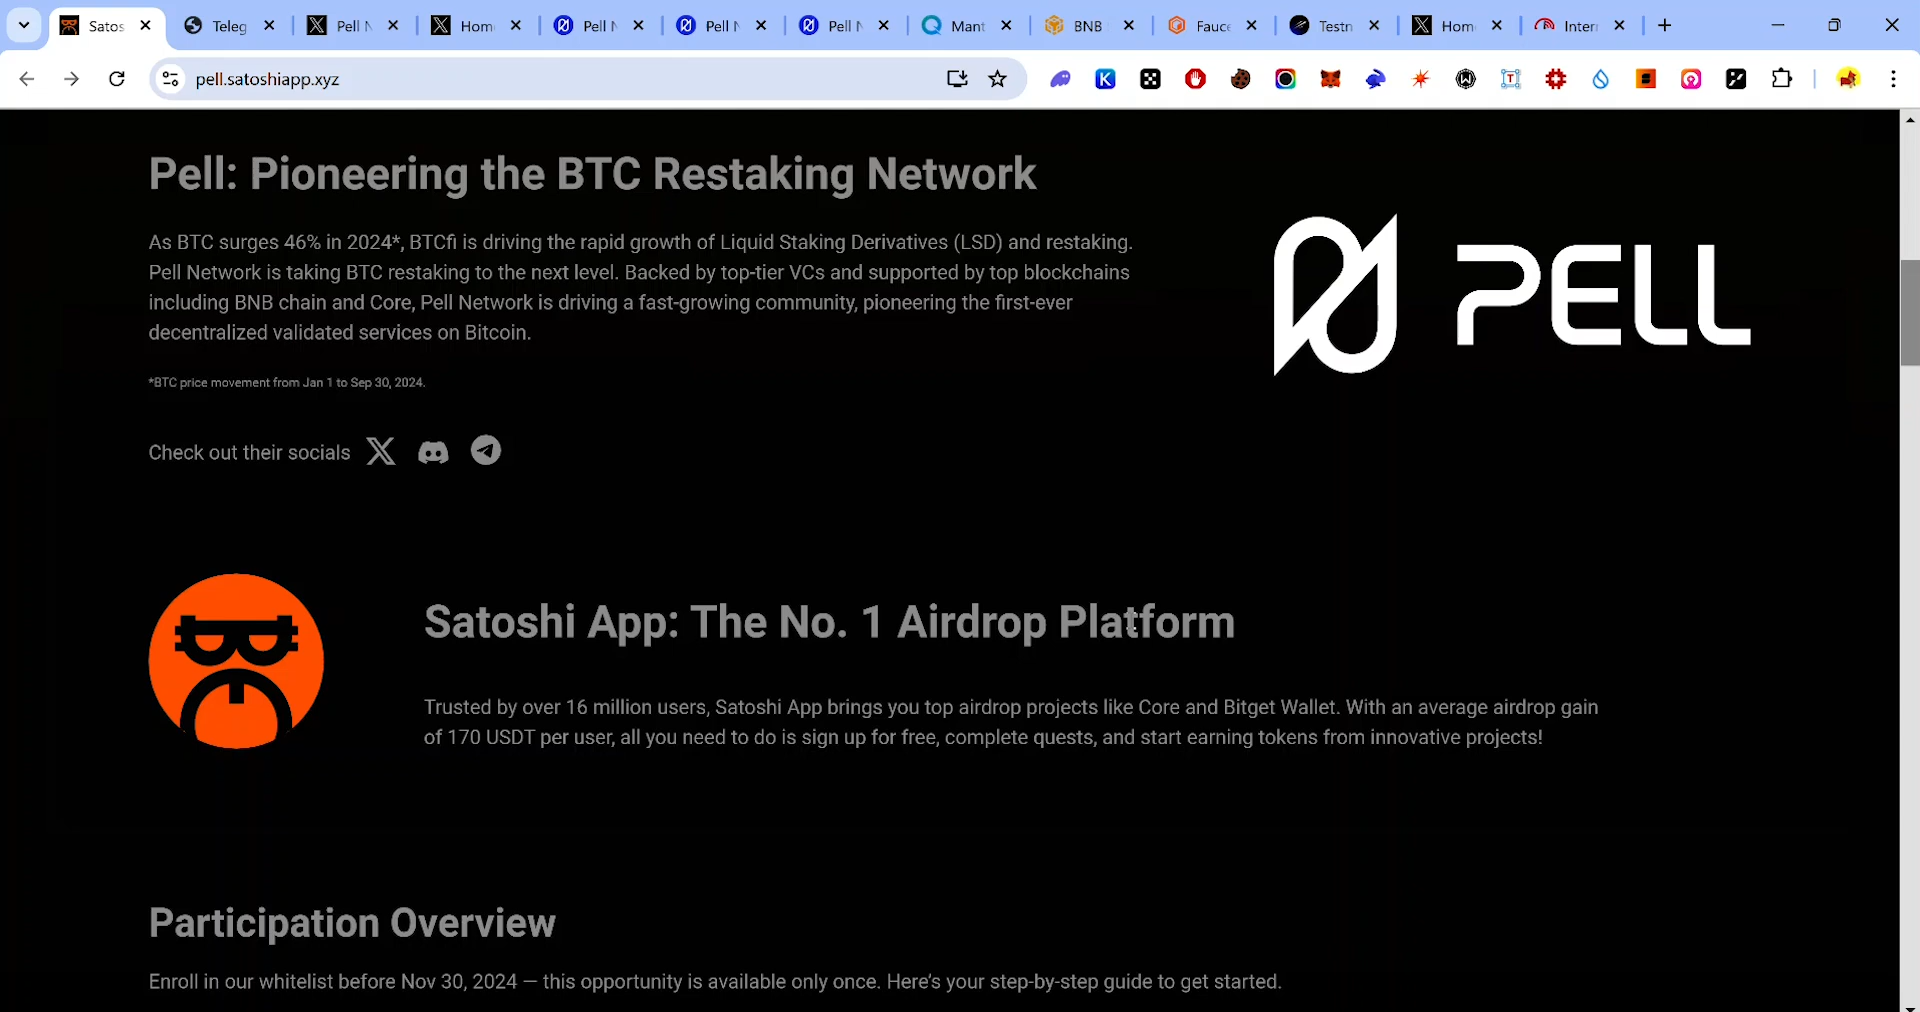 Satos
Teleg
Pell N
Hom
Pell N
Pell N
Pell N
Mant
BNB
Fauce
Testn
Hom
Inter
pell.satoshiapp.xyz
Pell: Pioneering the BTC Restaking Network
As BTC surges 46% in 2024*, BTCfi is driving the rapid growth of Liquid Staking Derivatives (LSD) and restaking.
Pell Network is taking BTC restaking to the next level. Backed by top-tier VCs and supported by top blockchains
including BNB chain and Core, Pell Network is driving a fast-growing community, pioneering the first-ever
decentralized validated services on Bitcoin.
*BTC price movement from Jan 1 to Sep 30, 2024.
PELL
Check out their socials
Satoshi App: The No. 1 Airdrop Platform
Trusted by over 16 million users, Satoshi App brings you top airdrop projects like Core and Bitget Wallet. With an average airdrop gain
of 170 USDT per user, all you need to do is sign up for free, complete quests, and start earning tokens from innovative projects!
Participation Overview
Enroll in our whitelist before Nov 30, 2024 — this opportunity is available only once. Here's your step-by-step guide to get started.